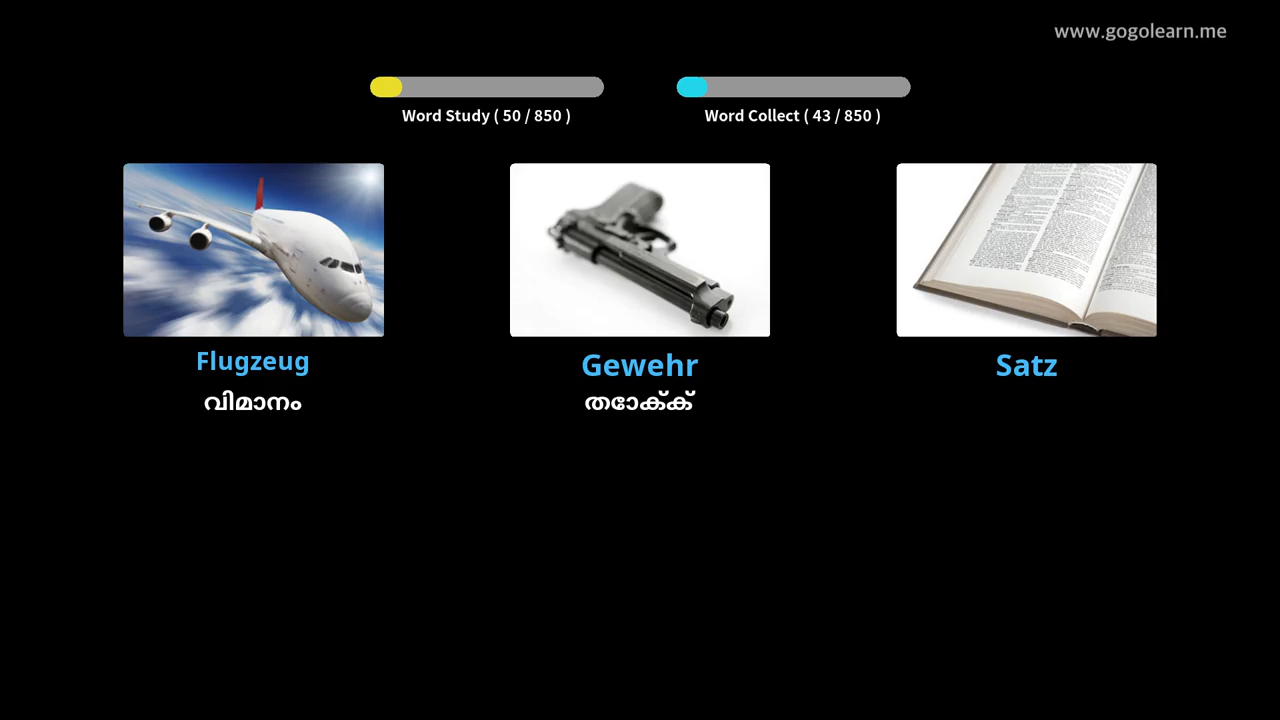 www.gogolearn.me
Word Study ( 50 / 850 )
Word Collect ( 43 / 850 )
Flugzeug
Gewehr
Satz
വിമാനം
തോക്ക്